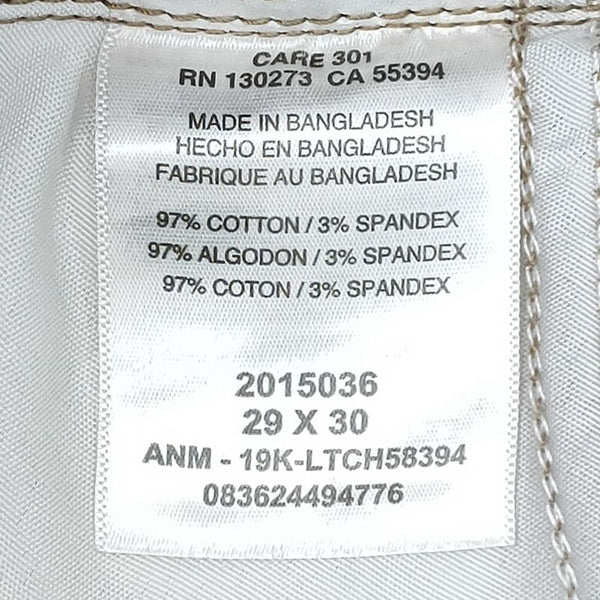 CARE 301
RN 130273 CA 55394
MADE IN BANGLADESH
HECHO EN BANGLADESH
FABRIQUE AU BANGLADESH
97% COTTON / 3% SPANDEX
97% ALGODON / 3% SPANDEX
97% COTON / 3% SPANDEX
2015036
29 X 30
ANM - 19K-LTCH58394
083624494776